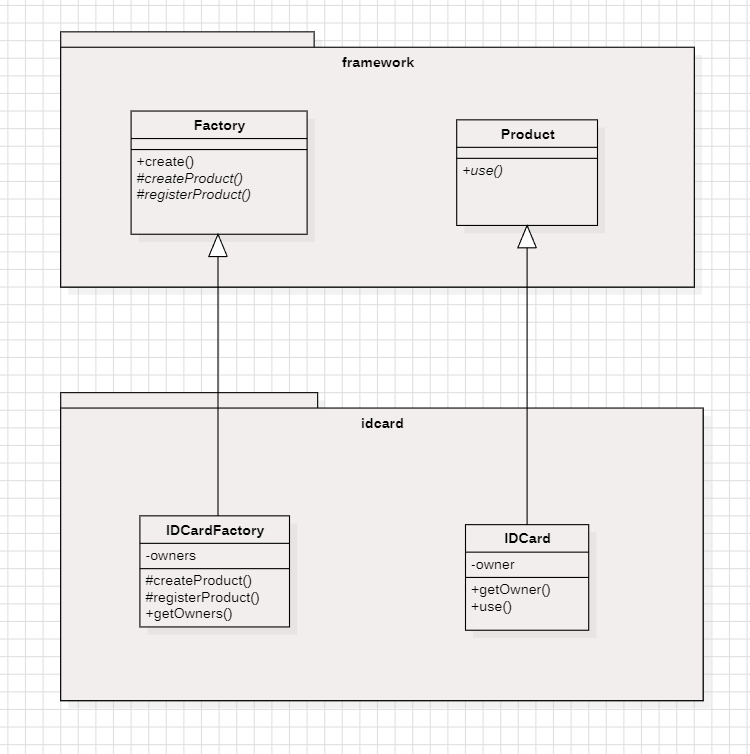 framework
Factory
+create()
#createProduct()
#registerProduct()
Product
+use()
idcard
IDCardFactory
-owners
#createProduct()
#registerProduct()
+getOwners()
IDCard
-owner
+getOwner()
+use()